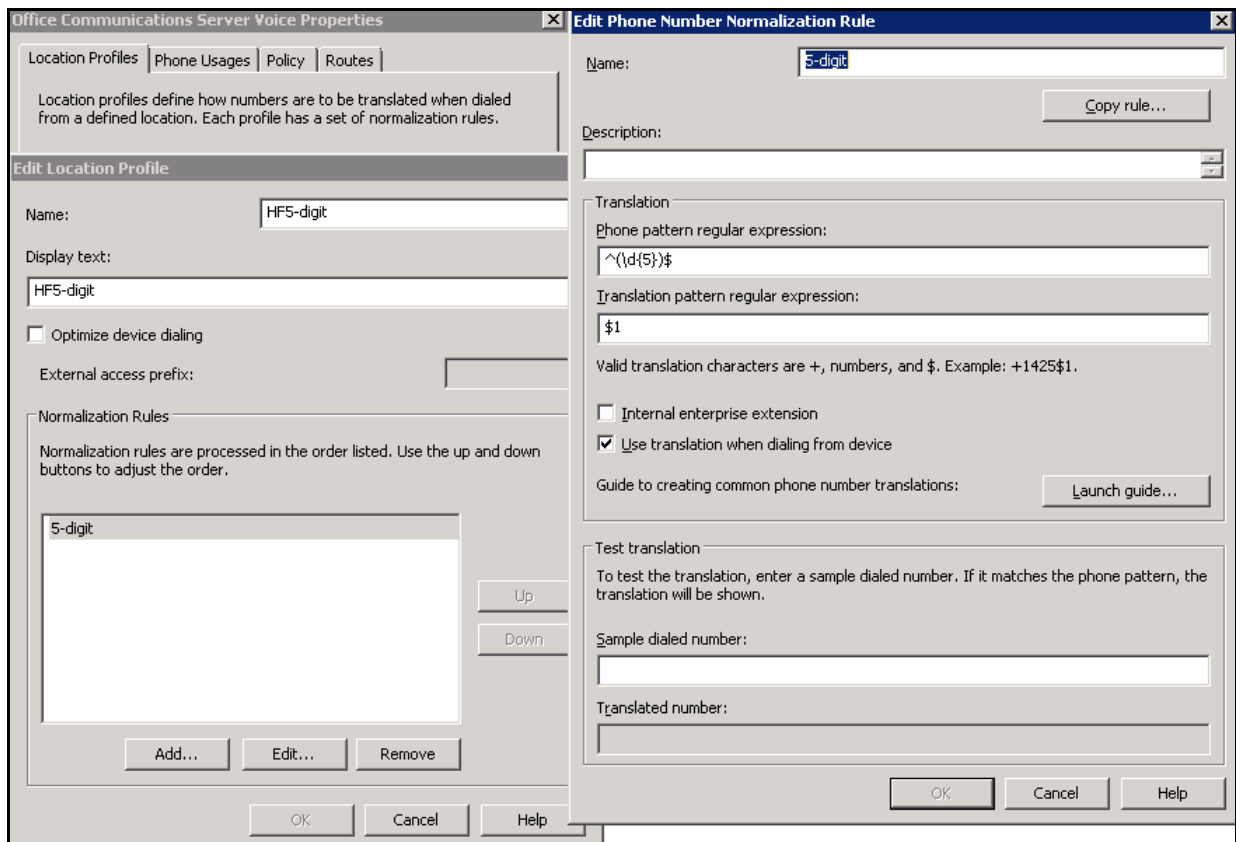 Office Communications Server Voice Properties
Location Profiles
Phone Usages
Policy
Routes
Location profiles define how numbers are to be translated when dialed
from a defined location. Each profile has a set of normalization rules.
Edit Location Profile
Name:
HF5-digit
Display text:
HF5-digit
Optimize device dialing
External access prefix:
Normalization Rules
Normalization rules are processed in the order listed. Use the up and down
buttons to adjust the order.
5-digit
Up
Down
Add...
Edit...
Remove
OK
Cancel
Help
Edit Phone Number Normalization Rule
Name:
5-digit
Copy rule...
Description:
Translation
Phone pattern regular expression:
^(\d{5})$
Translation pattern regular expression:
$1
Valid translation characters are +, numbers, and $. Example: +1425$1.
Internal enterprise extension
Use translation when dialing from device
Guide to creating common phone number translations:
Launch guide...
Test translation
To test the translation, enter a sample dialed number. If it matches the phone pattern, the
translation will be shown.
Sample dialed number:
Translated number:
OK
Cancel
Help